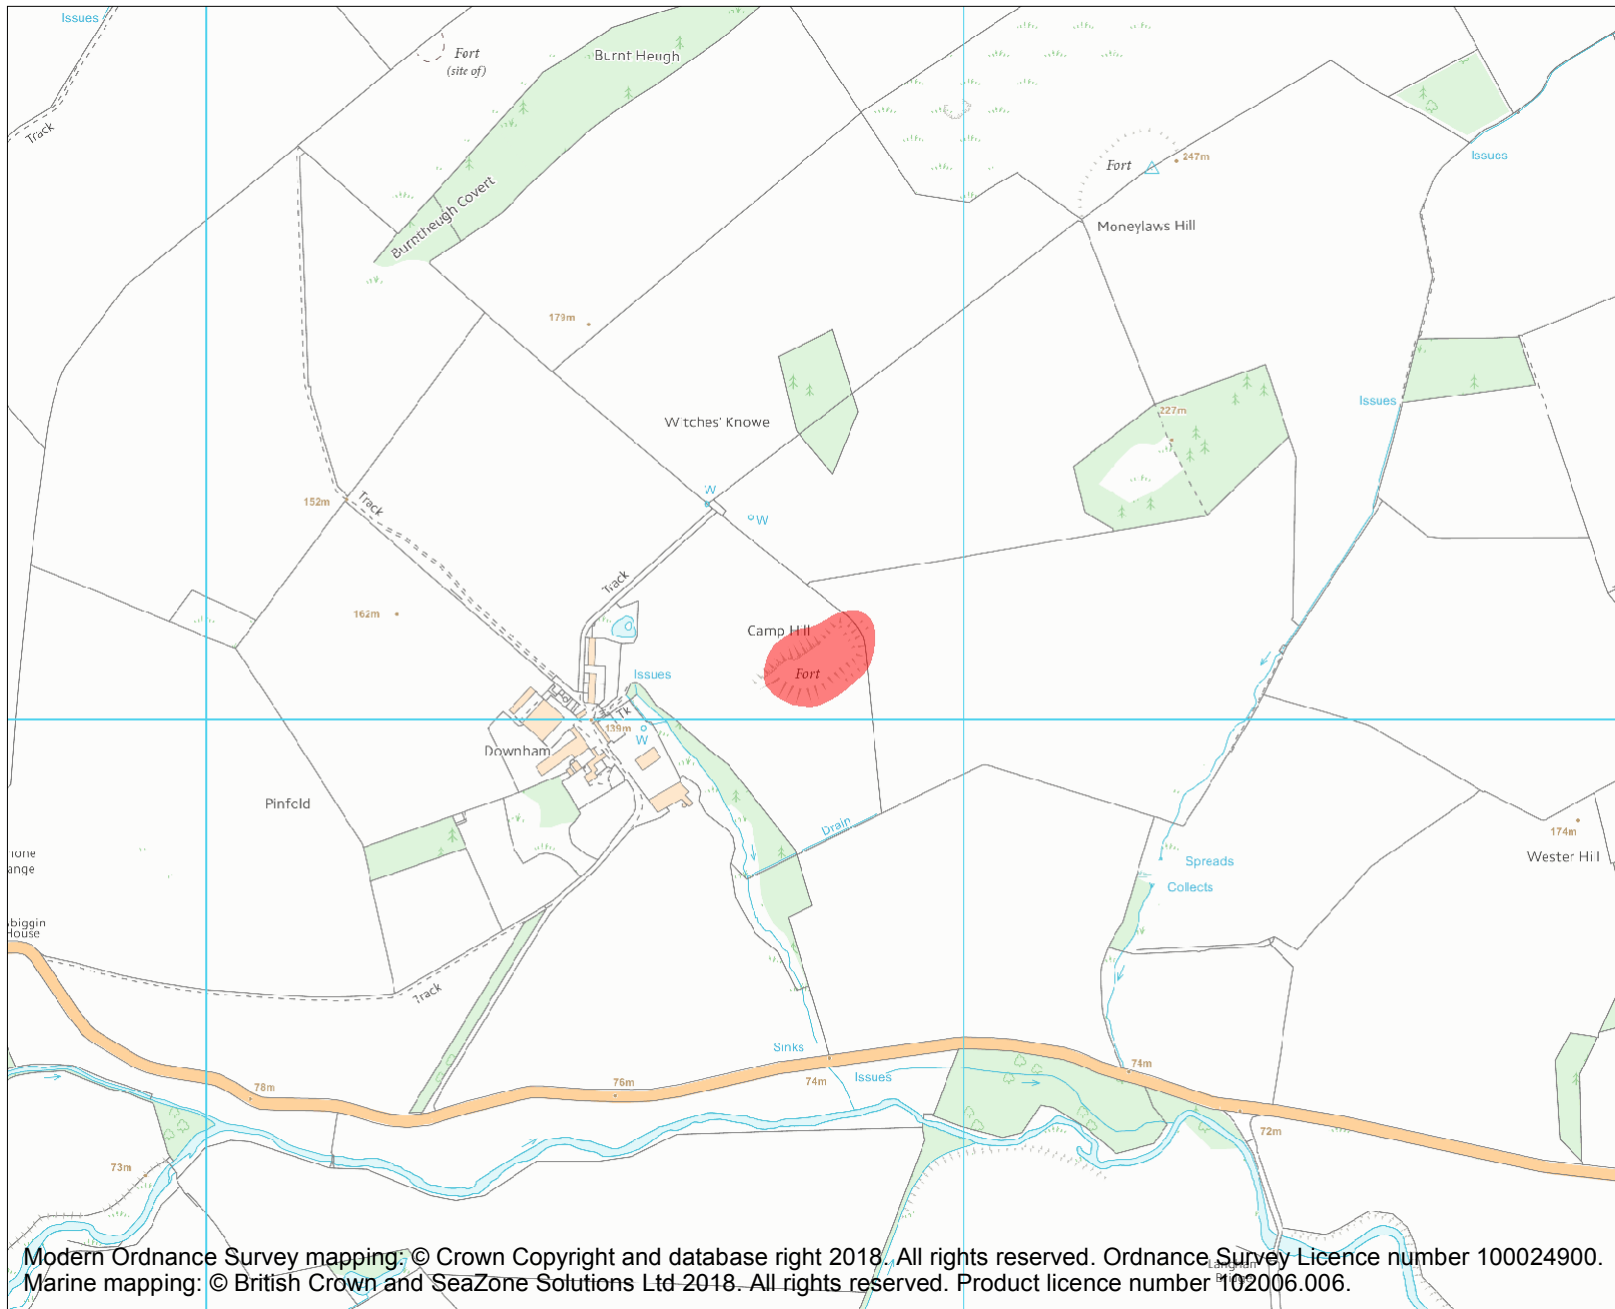 Issues
Burnt Heugh
Fort
(site of)
Track
Issues
247m
Fort
Moneylaws Hill
Burntheugh Covert
179m
Issues
227m
Witches' Knowe
W
W
152m
Track
Track
162m
Camp Hill
Fort
Issues
Tk
139m
W
Downham
Pinfold
Drain
174m
Wester Hill
Spreads
Collects
ange
biggin
House
Track
Sinks
74m
Issues
74m
78m
76m
72m
73m
Modern Ordnance Survey mapping: © Crown Copyright and database right 2018. All rights reserved. Ordnance Survey Licence number 100024900.
Marine mapping: © British Crown and SeaZone Solutions Ltd 2018. All rights reserved. Product licence number 102006.006.